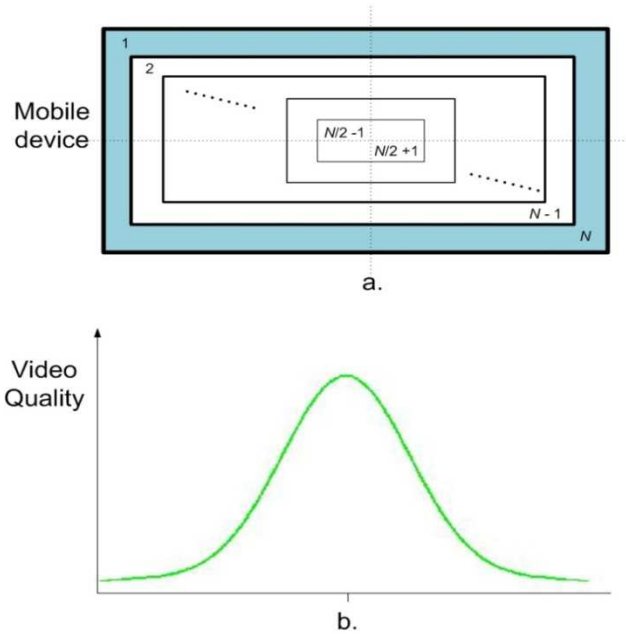 1
2
Mobile
device
N/2 -1
N/2 +1
N - 1
N
a.
Video
Quality
b.